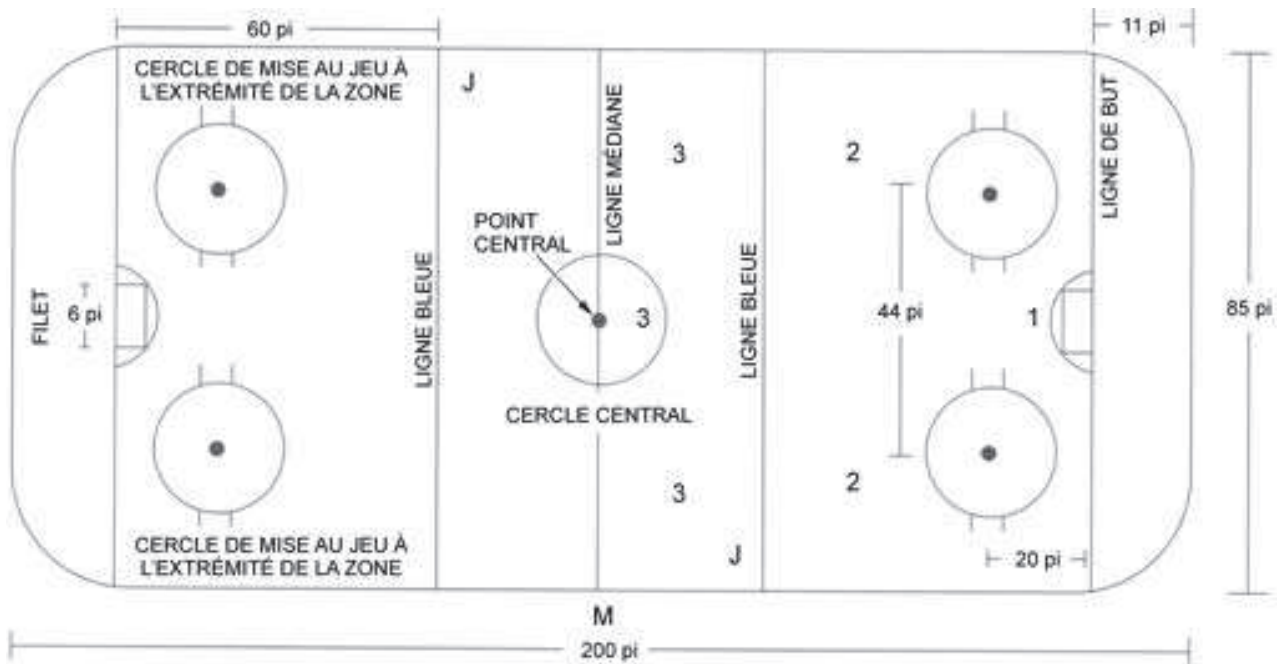 60 pi
11 pi
CERCLE DE MISE AU JEU À
L'EXTRÉMITÉ DE LA ZONE
J
LIGNE MÉDIANE
3
2
LIGNE DE BUT
POINT
CENTRAL
FILET
6 pi
LIGNE BLEUE
3
LIGNE BLEUE
44 pi
1
85 pi
CERCLE CENTRAL
3
2
CERCLE DE MISE AU JEU À
L'EXTRÉMITÉ DE LA ZONE
J
20 pi
M
200 pi